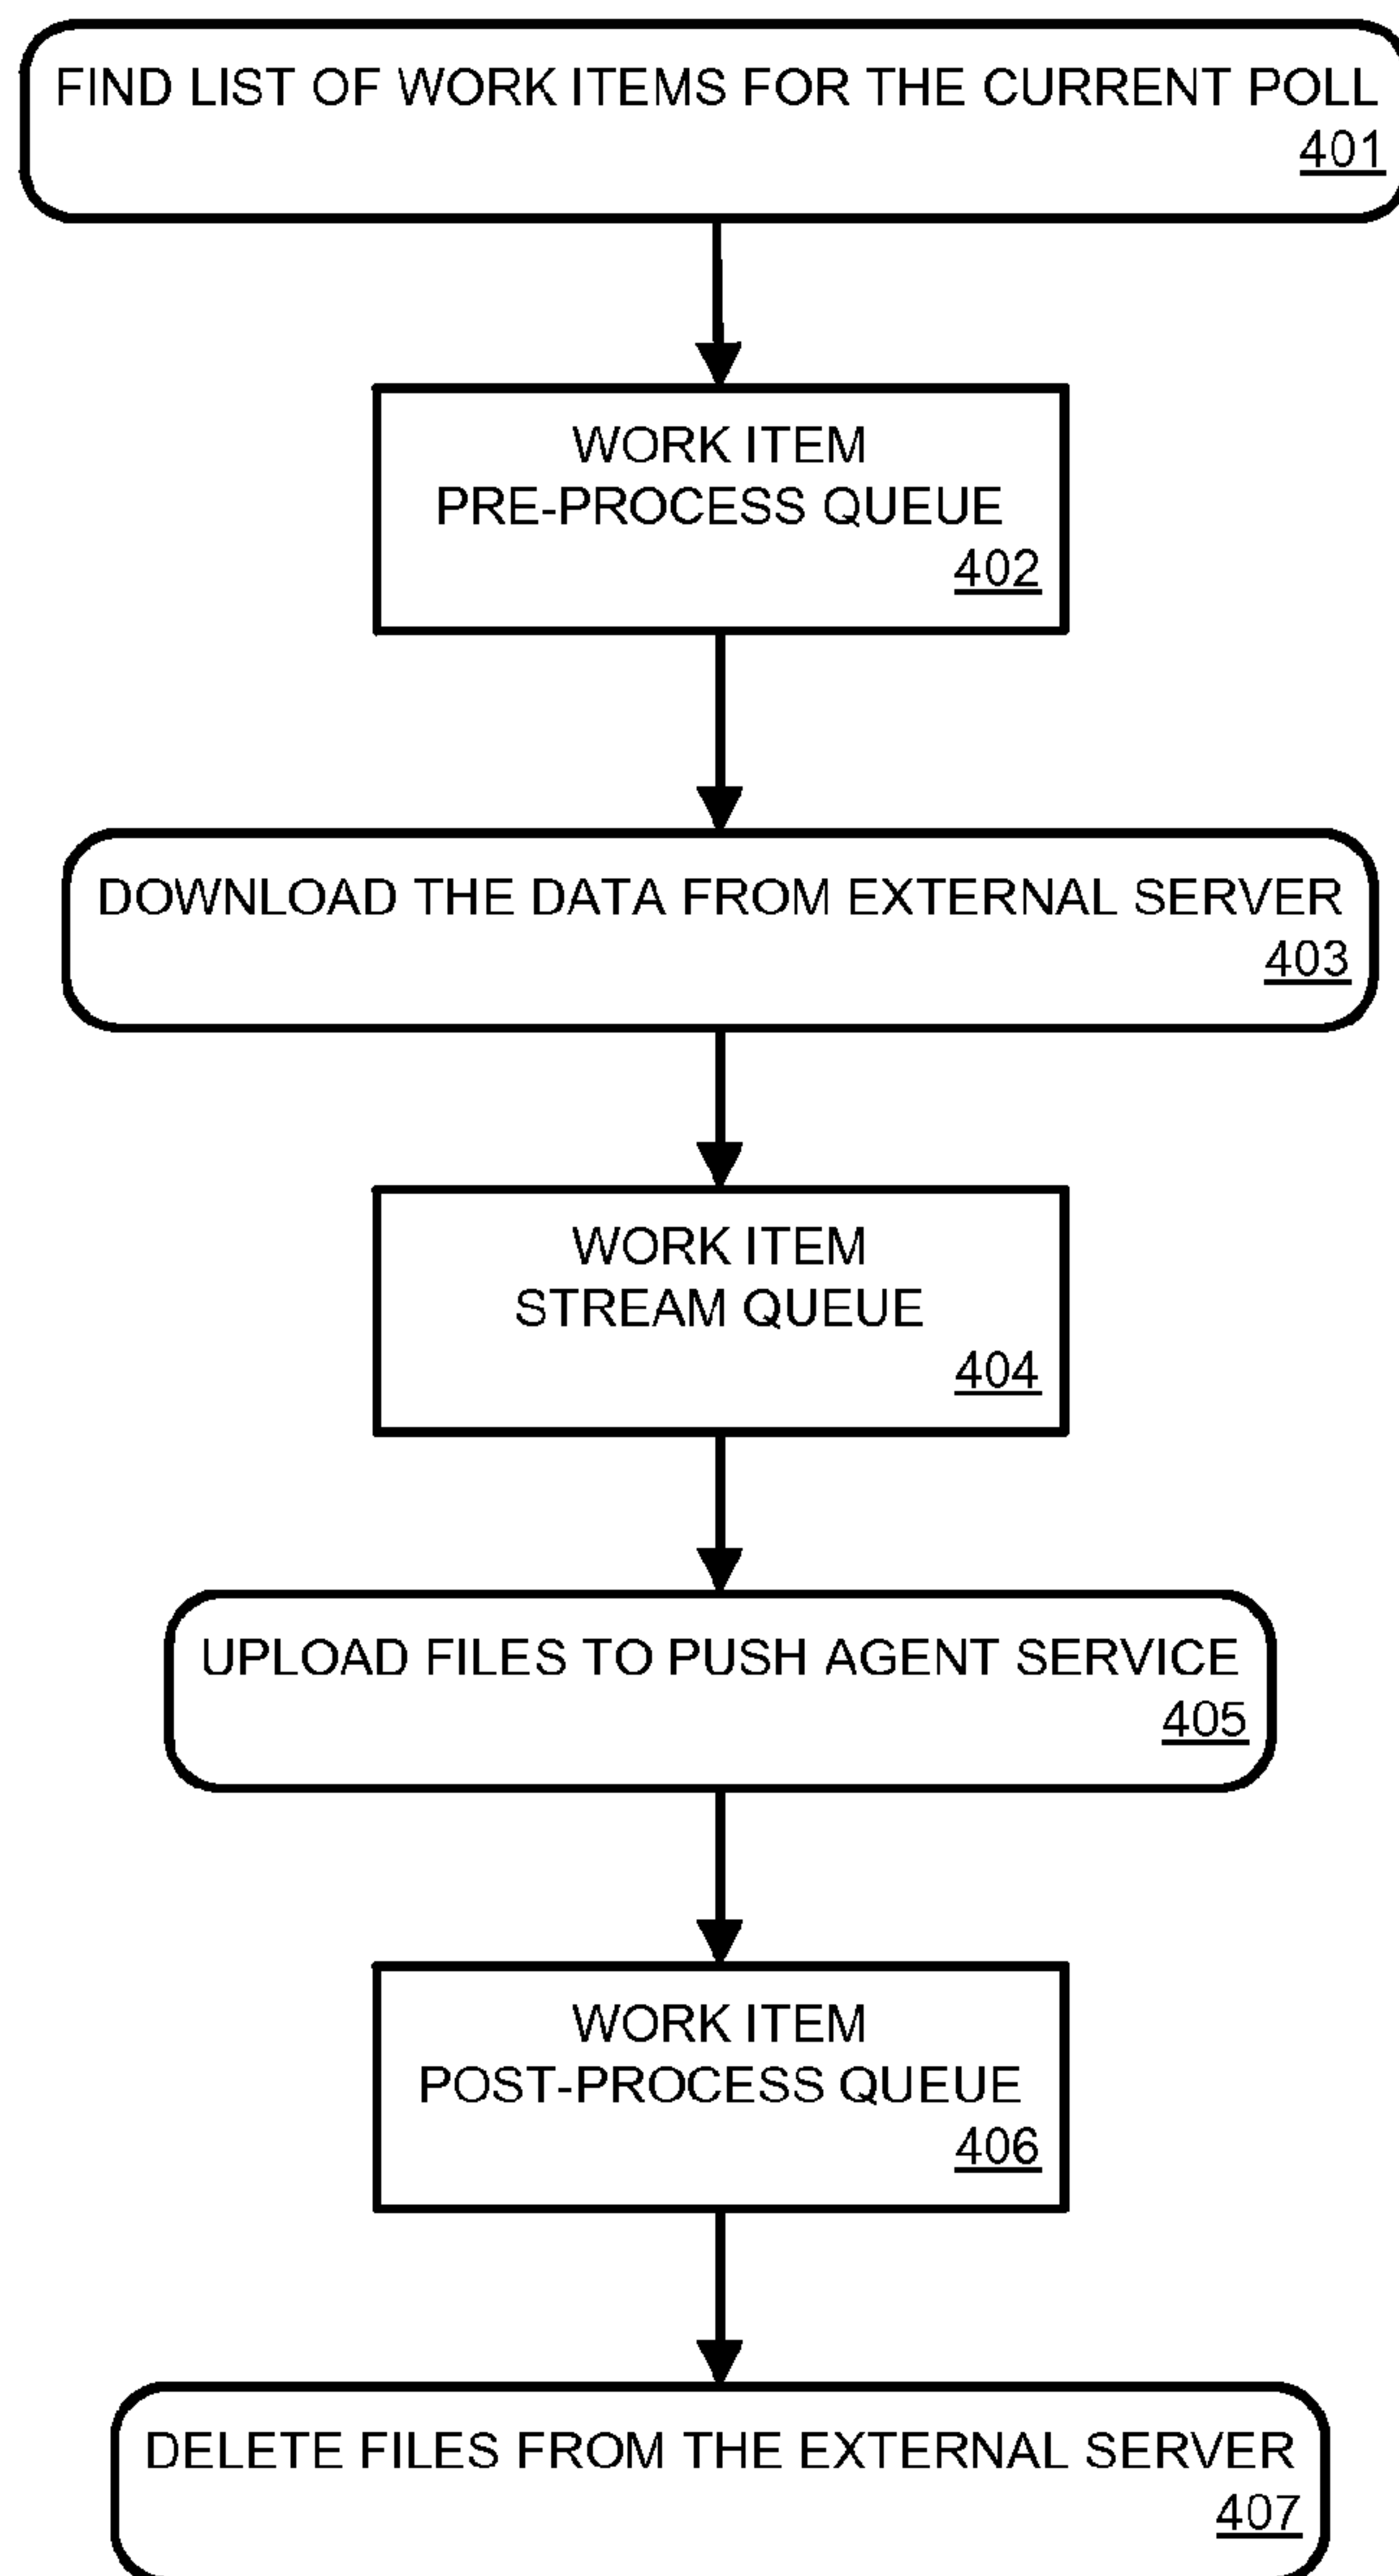 FIND LIST OF WORK ITEMS FOR THE CURRENT POLL
401
WORK ITEM
PRE-PROCESS QUEUE
402
DOWNLOAD THE DATA FROM EXTERNAL SERVER
403
WORK ITEM
STREAM QUEUE
404
UPLOAD FILES TO PUSH AGENT SERVICE
405
WORK ITEM
POST-PROCESS QUEUE
406
DELETE FILES FROM THE EXTERNAL SERVER
407